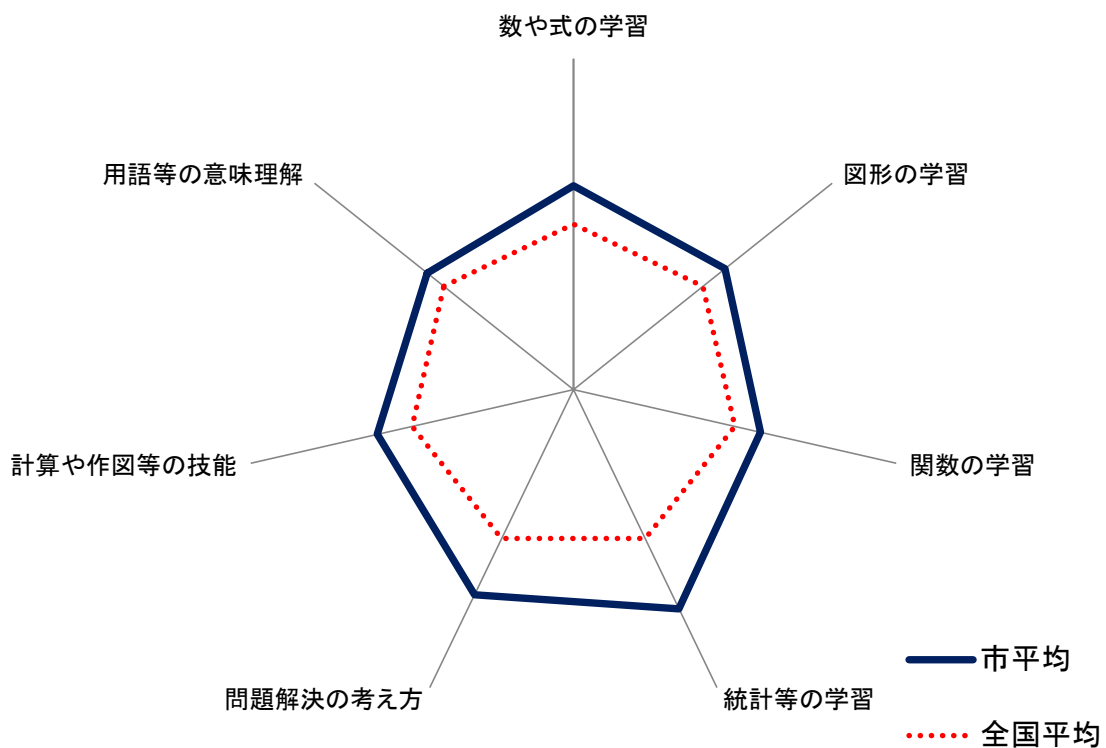 数や式の学習
用語等の意味理解
図形の学習
計算や作図等の技能
関数の学習
問題解決の考え方
統計等の学習
市平均
全国平均